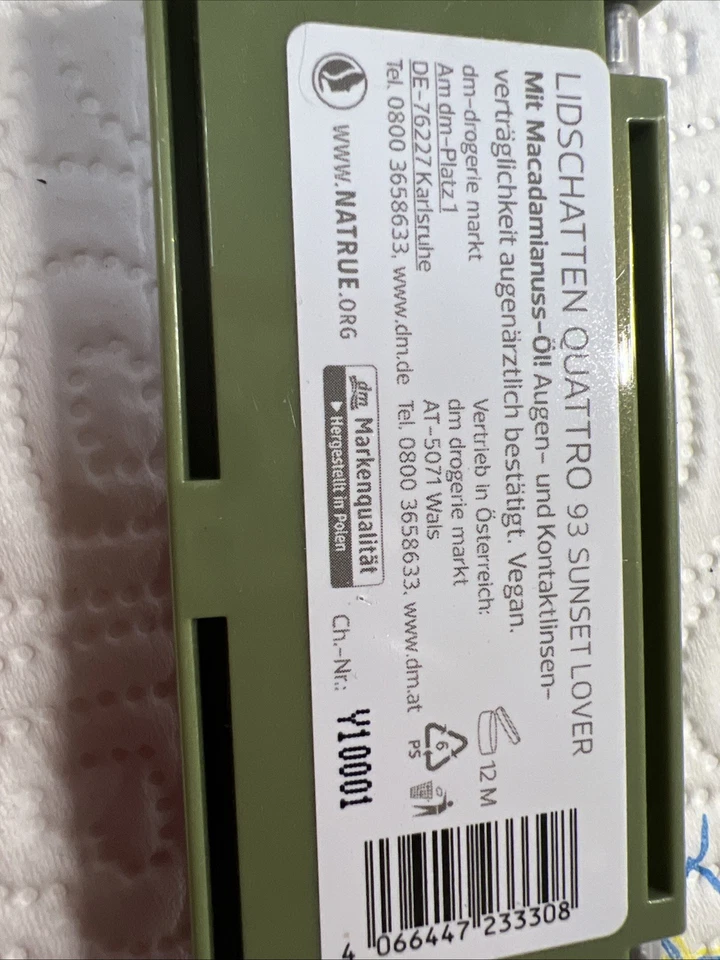 LIDSCHATTEN QUATTRO 93 SUNSET LOVER
Mit Macadamianuss-Öl! Augen- und Kontaktlinsen-
verträglichkeit augenärztlich bestätigt. Vegan.
dm-drogerie markt
Am dm-Platz 1
DE-76227 Karlsruhe
Tel. 0800 3658633, www.dm.de
Vertrieb in Österreich:
dm drogerie markt
AT-5071 Wals
Tel. 0800 3658633, www.dm.at
12 M
6
PS
WWW.NATRUE.ORG
dm Markenqualität
Hergestellt in Polen
Ch.-Nr.: Y10001
4 066447 233308